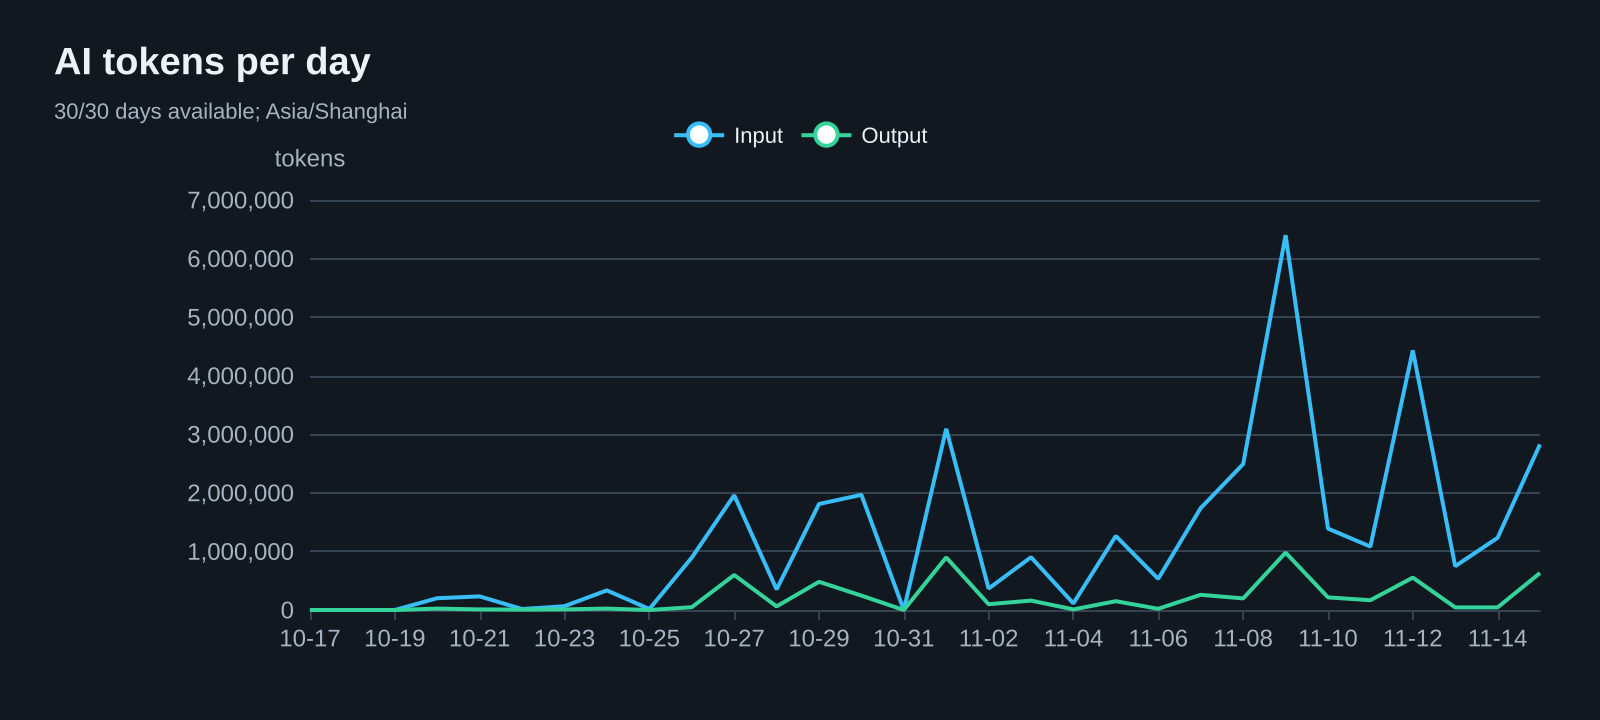 AI tokens per day
30/30 days available; Asia/Shanghai
Input Output
tokens
7,000,000
6,000,000
5,000,000
4,000,000
3,000,000
2,000,000
1,000,000
0
10-17 10-19 10-21 10-23 10-25 10-27 10-29 10-31 11-02 11-04 11-06 11-08 11-10 11-12 11-14